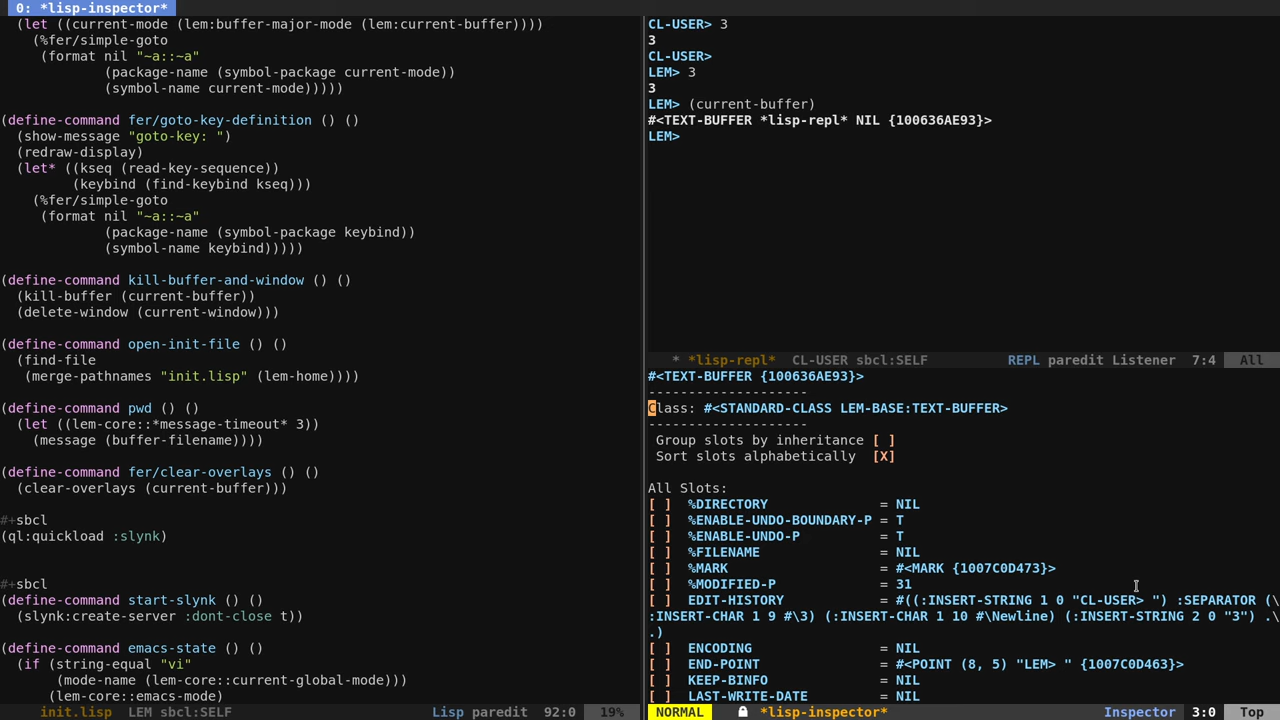 0: *lisp-inspector*
(let ((current-mode (lem:buffer-major-mode (lem:current-buffer))))
(%fer/simple-goto
(format nil "~a::~a"
(package-name (symbol-package current-mode))
(symbol-name current-mode)))))
(define-command fer/goto-key-definition () ()
(show-message "goto-key: ")
(redraw-display)
(let* ((kseq (read-key-sequence))
(keybind (find-keybind kseq)))
(%fer/simple-goto
(format nil "~a::~a"
(package-name (symbol-package keybind))
(symbol-name keybind)))))
(define-command kill-buffer-and-window () ()
(kill-buffer (current-buffer))
(delete-window (current-window)))
(define-command open-init-file () ()
(find-file
(merge-pathnames "init.lisp" (lem-home))))
(define-command pwd () ()
(let ((lem-core::*message-timeout* 3))
(message (buffer-filename))))
(define-command fer/clear-overlays () ()
(clear-overlays (current-buffer)))
#+sbcl
(ql:quickload :slynk)
#+sbcl
(define-command start-slynk () ()
(slynk:create-server :dont-close t))
(define-command emacs-state () ()
(if (string-equal "vi"
(mode-name (lem-core::current-global-mode)))
(lem-core::emacs-mode)
init.lisp LEM sbcl:SELF Lisp paredit 92:0 19%
CL-USER> 3
3
CL-USER>
LEM> 3
3
LEM> (current-buffer)
#<TEXT-BUFFER *lisp-repl* NIL {100636AE93}>
LEM>
* *lisp-repl* CL-USER sbcl:SELF REPL paredit Listener 7:4 All
#<TEXT-BUFFER {100636AE93}>
--------------------
Class: #<STANDARD-CLASS LEM-BASE:TEXT-BUFFER>
--------------------
Group slots by inheritance [ ]
Sort slots alphabetically [X]
All Slots:
[ ] %DIRECTORY = NIL
[ ] %ENABLE-UNDO-BOUNDARY-P = T
[ ] %ENABLE-UNDO-P = T
[ ] %FILENAME = NIL
[ ] %MARK = #<MARK {1007C0D473}>
[ ] %MODIFIED-P = 31
[ ] EDIT-HISTORY = #((:INSERT-STRING 1 0 "CL-USER> ") :SEPARATOR (\
:INSERT-CHAR 1 9 #\3) (:INSERT-CHAR 1 10 #\Newline) (:INSERT-STRING 2 0 "3") .\
.)
[ ] ENCODING = NIL
[ ] END-POINT = #<POINT (8, 5) "LEM> " {1007C0D463}>
[ ] KEEP-BINFO = NIL
[ ] LAST-WRITE-DATE = NIL
NORMAL *lisp-inspector* Inspector 3:0 Top